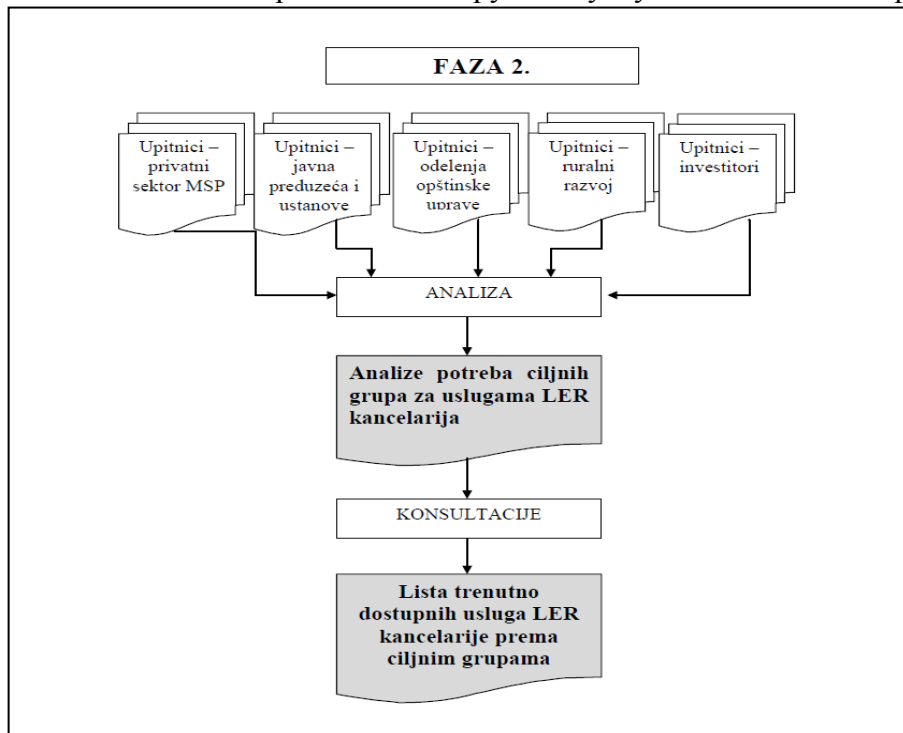 FAZA 2.
Upitnici –
privatni
sektor MSP
Upitnici –
javna
preduzeća i
ustanove
Upitnici –
odelenja
opštinske
uprave
Upitnici –
ruralni
razvoj
Upitnici –
investitori
ANALIZA
Analize potreba ciljnih
grupa za uslugama LER
kancelarija
KONSULTACIJE
Lista trenutno
dostupnih usluga LER
kancelarije prema
ciljnim grupama